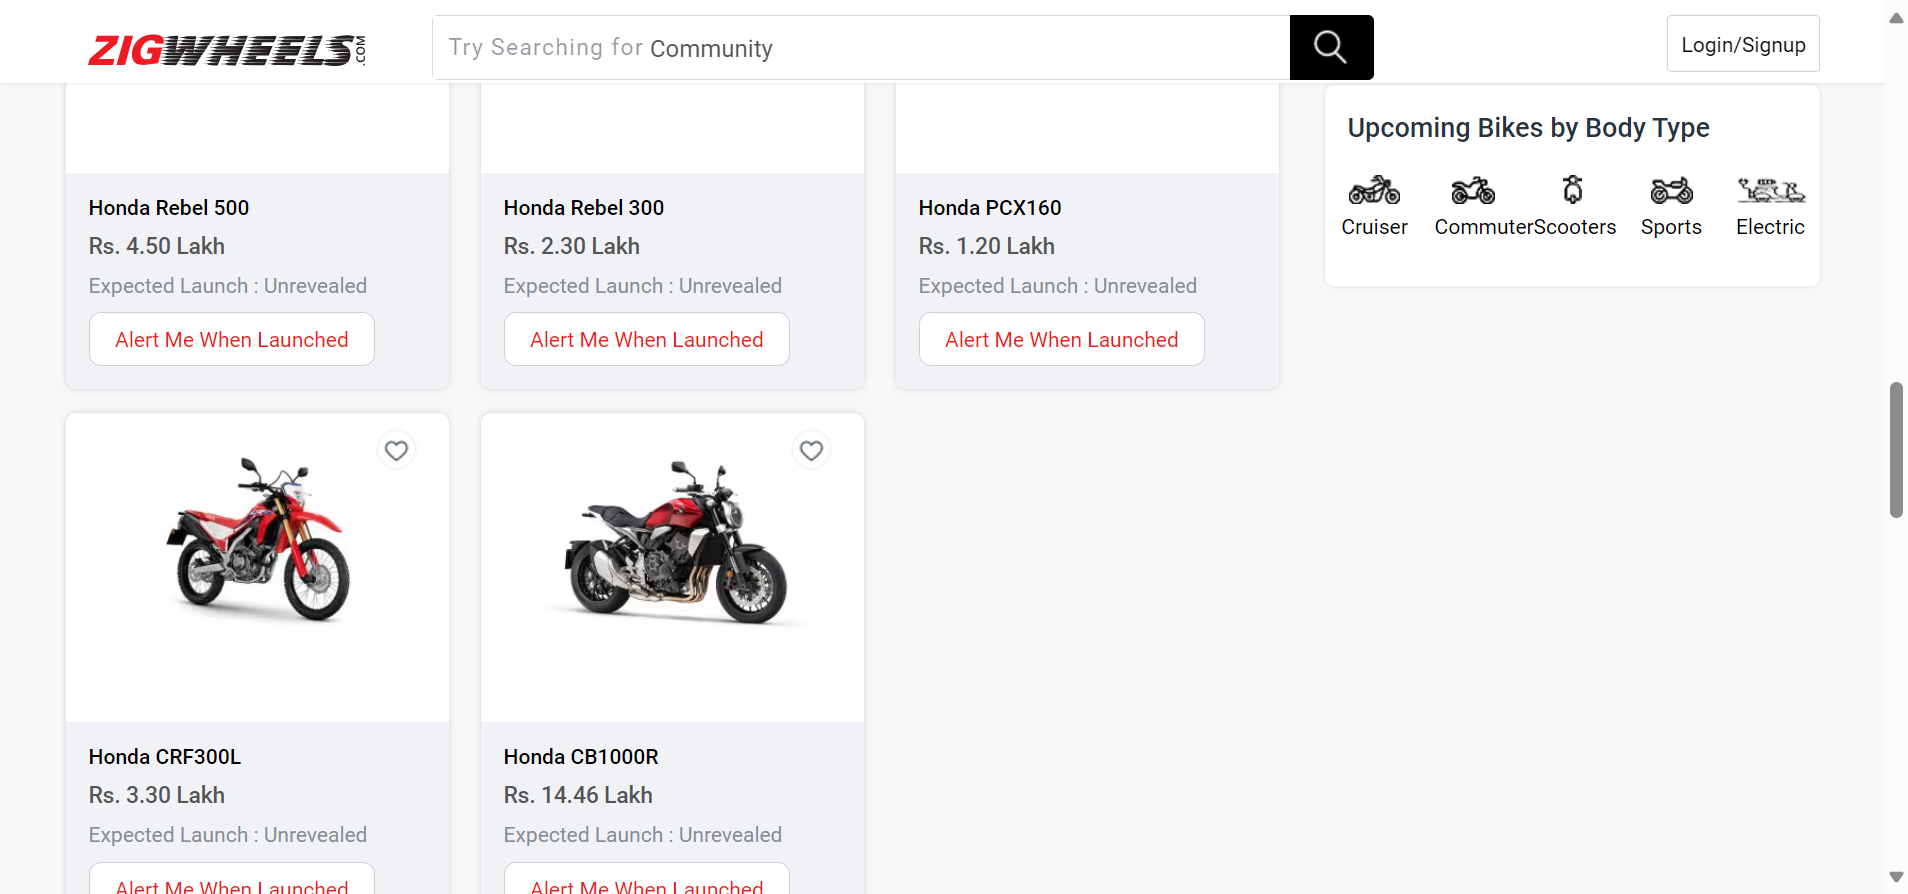 ZIGWHEELS.COM
Try Searching for Community
Login/Signup
Upcoming Bikes by Body Type
Cruiser
Commuter
Scooters
Sports
Electric
Honda Rebel 500
Rs. 4.50 Lakh
Expected Launch : Unrevealed
Alert Me When Launched
Honda Rebel 300
Rs. 2.30 Lakh
Expected Launch : Unrevealed
Alert Me When Launched
Honda PCX160
Rs. 1.20 Lakh
Expected Launch : Unrevealed
Alert Me When Launched
Honda CRF300L
Rs. 3.30 Lakh
Expected Launch : Unrevealed
Alert Me When Launched
Honda CB1000R
Rs. 14.46 Lakh
Expected Launch : Unrevealed
Alert Me When Launched